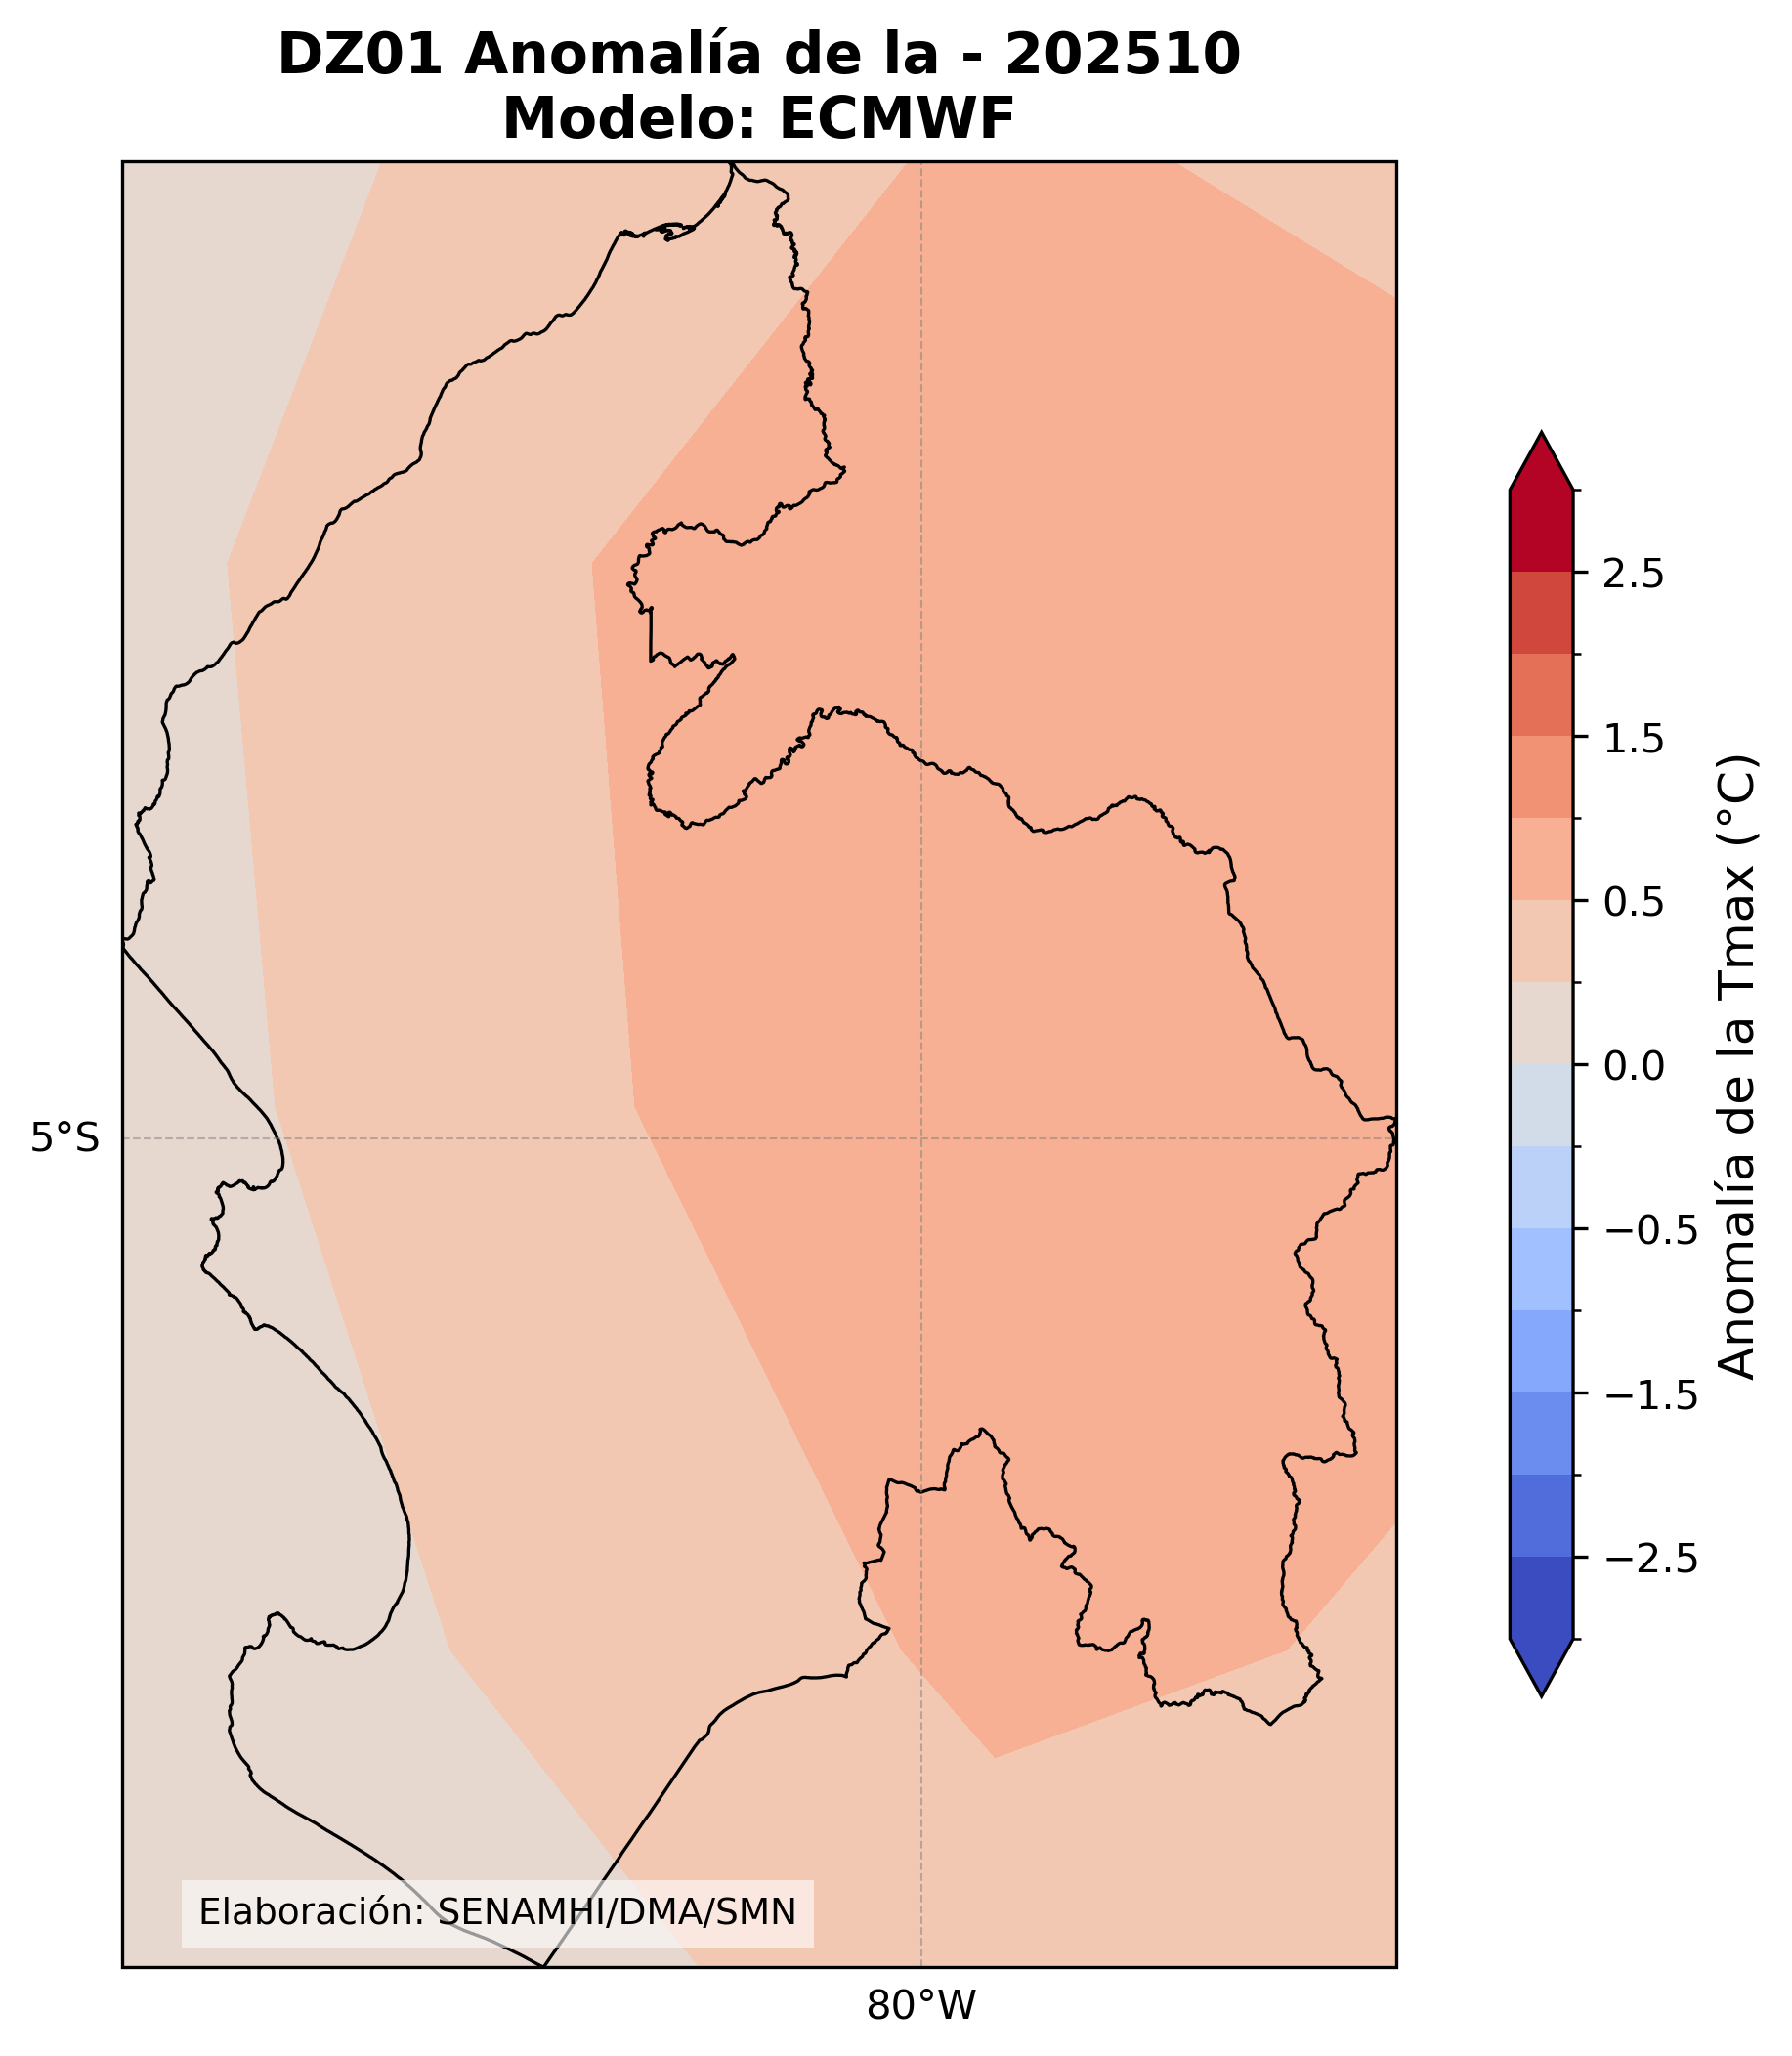 DZ01 Anomalía de la - 202510
Modelo: ECMWF
2.5
1.5
0.5
0.0
−0.5
−1.5
−2.5
Anomalía de la Tmax (°C)
5°S
Elaboración: SENAMHI/DMA/SMN
80°W